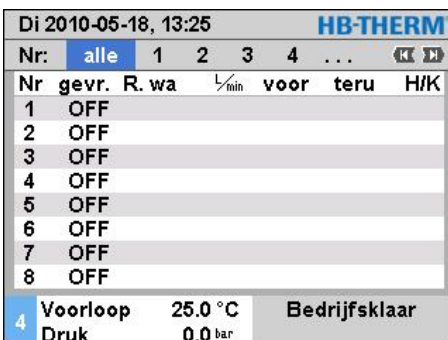 Di 2010-05-18, 13:25 HB-THERM
Nr: alle 1 2 3 4 ...
Nr gevr. R. wa L/min voor teru H/K
1 OFF
2 OFF
3 OFF
4 OFF
5 OFF
6 OFF
7 OFF
8 OFF
4 Voorloop 25.0 °C Bedrijfsklaar
Druk 0.0 bar